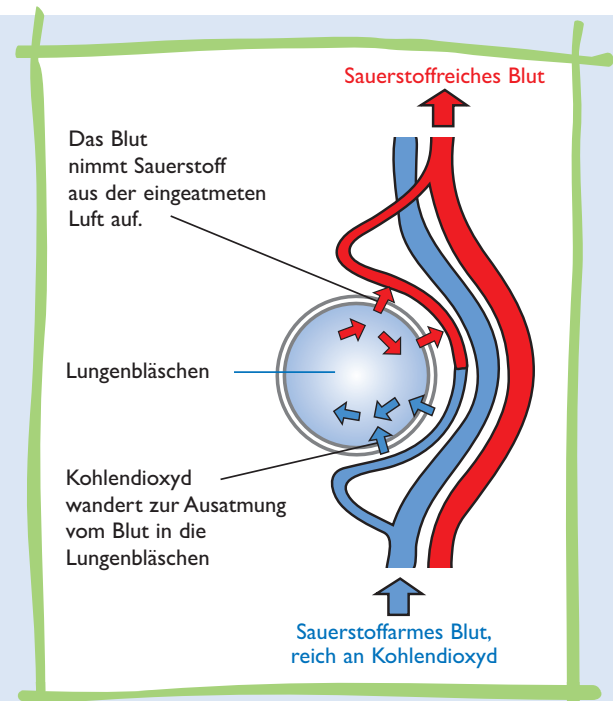 Sauerstoffreiches Blut
Das Blut
nimmt Sauerstoff
aus der eingeatmeten
Luft auf.
Lungenbläschen
Kohlendioxyd
wandert zur Ausatmung
vom Blut in die
Lungenbläschen
Sauerstoffarmes Blut,
reich an Kohlendioxyd